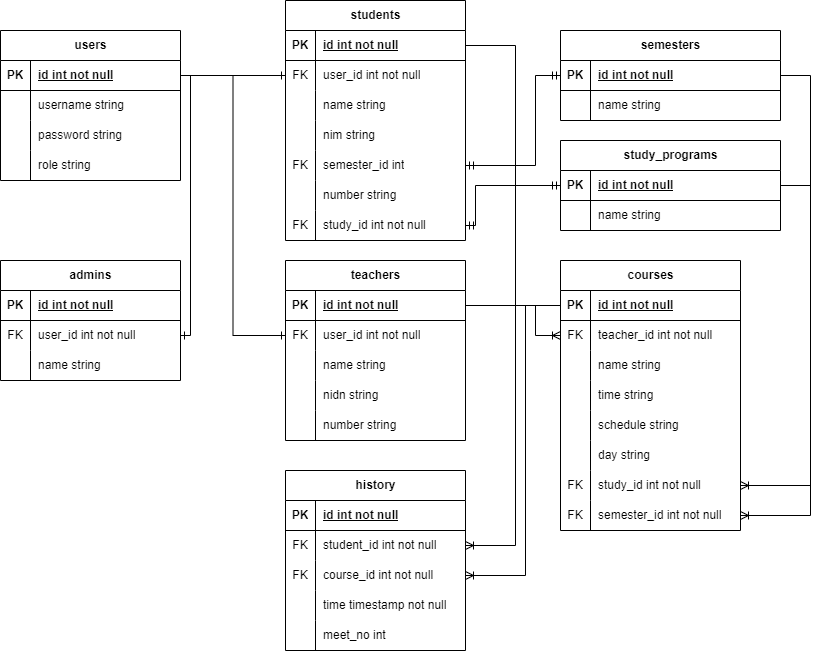 users
PK id int not null
username string
password string
role string
students
PK id int not null
FK user_id int not null
name string
nim string
FK semester_id int
number string
FK study_id int not null
semesters
PK id int not null
name string
study_programs
PK id int not null
name string
admins
PK id int not null
FK user_id int not null
name string
teachers
PK id int not null
FK user_id int not null
name string
nidn string
number string
courses
PK id int not null
FK teacher_id int not null
name string
time string
schedule string
day string
FK study_id int not null
FK semester_id int not null
history
PK id int not null
FK student_id int not null
FK course_id int not null
time timestamp not null
meet_no int